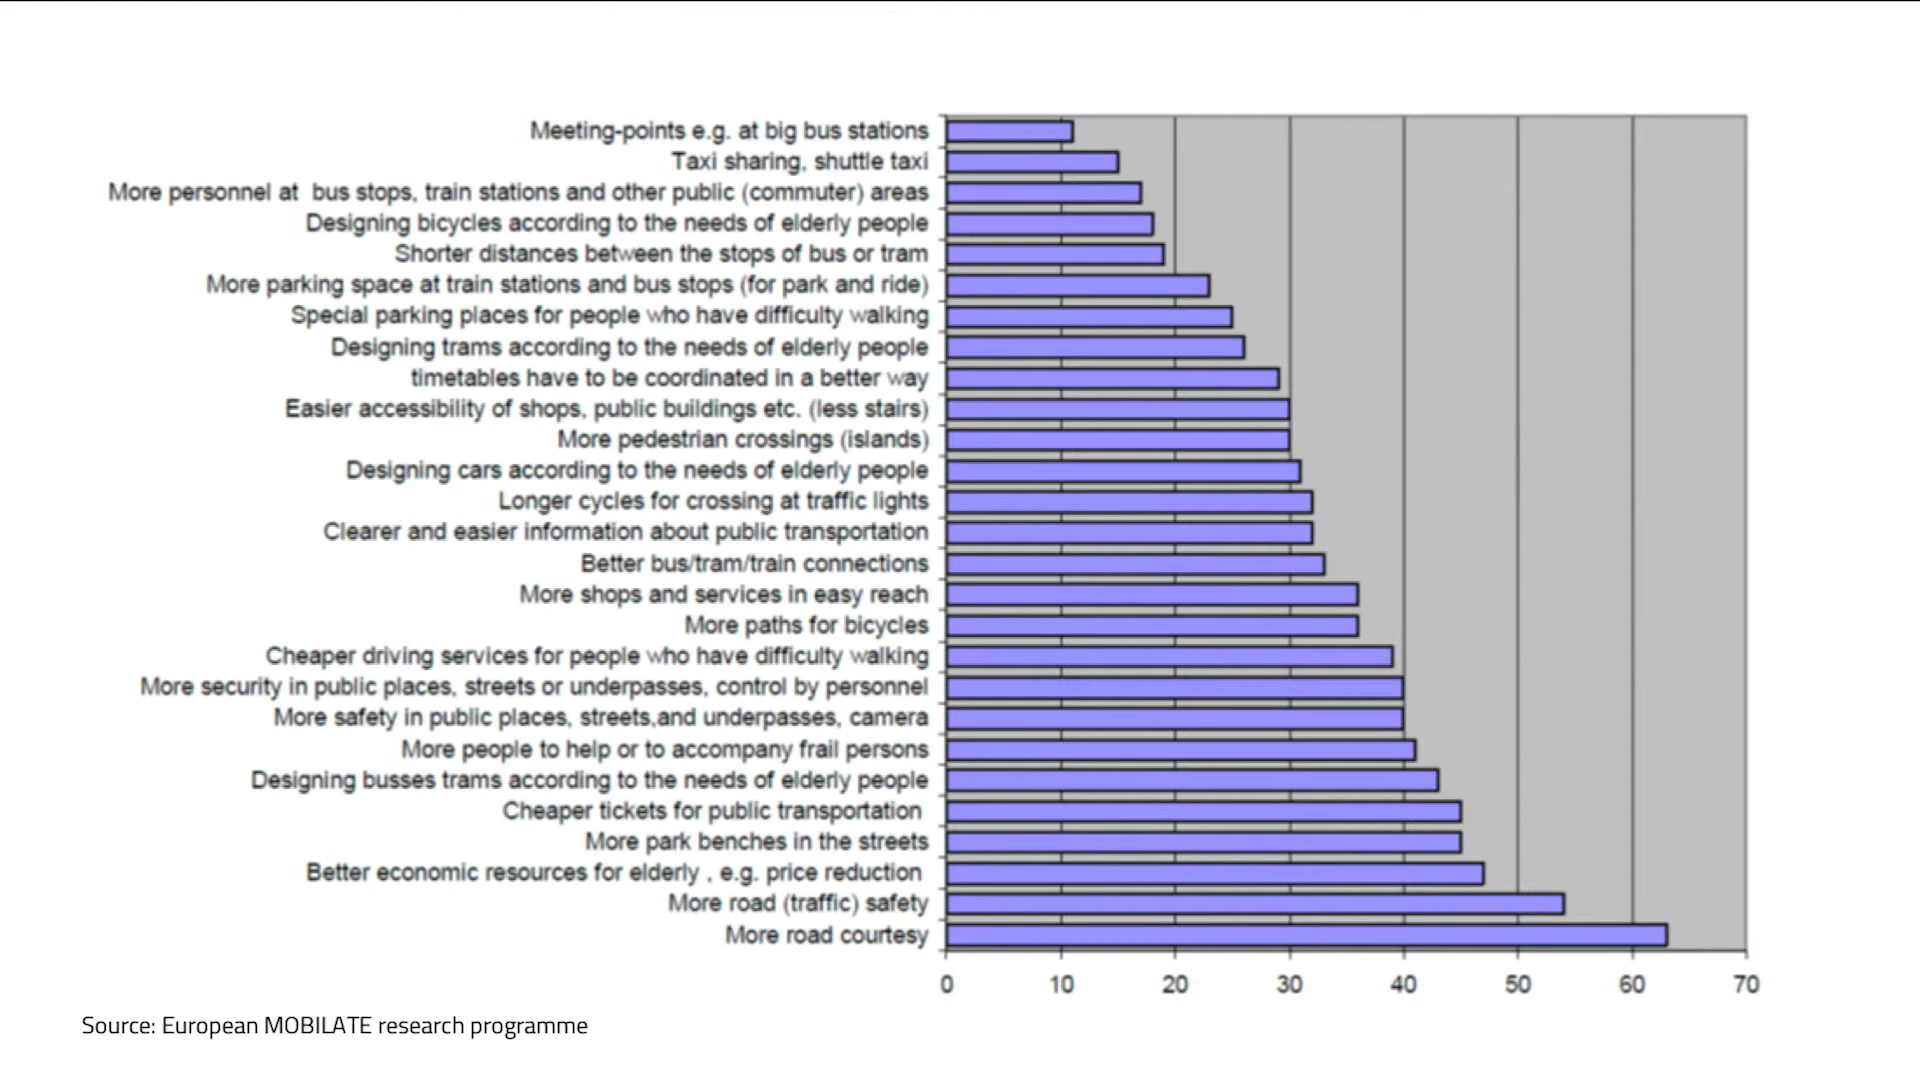 Meeting-points e.g. at big bus stations
Taxi sharing, shuttle taxi
More personnel at  bus stops, train stations and other public (commuter) areas
Designing bicycles according to the needs of elderly people
Shorter distances between the stops of bus or tram
More parking space at train stations and bus stops (for park and ride)
Special parking places for people who have difficulty walking
Designing trams according to the needs of elderly people
timetables have to be coordinated in a better way
Easier accessibility of shops, public buildings etc. (less stairs)
More pedestrian crossings (islands)
Designing cars according to the needs of elderly people
Longer cycles for crossing at traffic lights
Clearer and easier information about public transportation
Better bus/tram/train connections
More shops and services in easy reach
More paths for bicycles
Cheaper driving services for people who have difficulty walking
More security in public places, streets or underpasses, control by personnel
More safety in public places, streets,and underpasses, camera
More people to help or to accompany frail persons
Designing busses trams according to the needs of elderly people
Cheaper tickets for public transportation
More park benches in the streets
Better economic resources for elderly , e.g. price reduction
More road (traffic) safety
More road courtesy
0 10 20 30 40 50 60 70
Source: European MOBILATE research programme